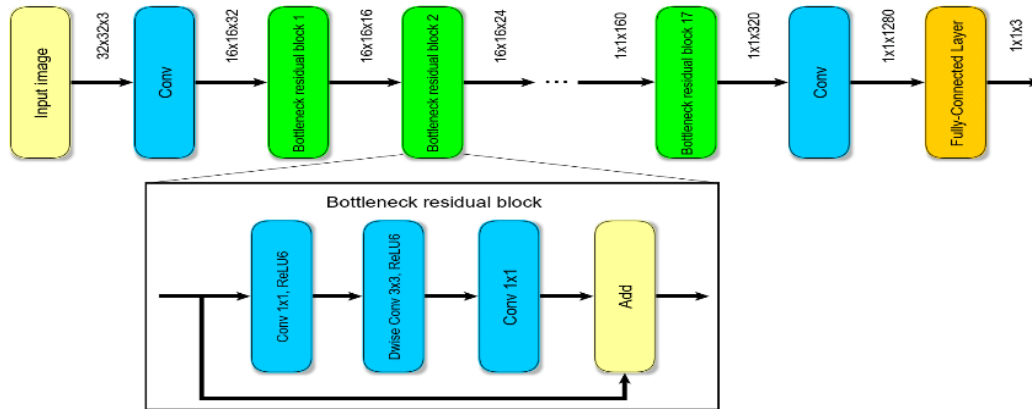 Input Image
32x32x3
Conv
16x16x32
Bottleneck residual block 1
16x16x16
Bottleneck residual block 2
16x16x24
...
1x1x160
Bottleneck residual block 17
1x1x320
Conv
1x1x1280
Fully-Connected Layer
1x1x3
Bottleneck residual block
Conv 1x1, ReLU6
Dwise Conv 3x3, ReLU6
Conv 1x1
Add